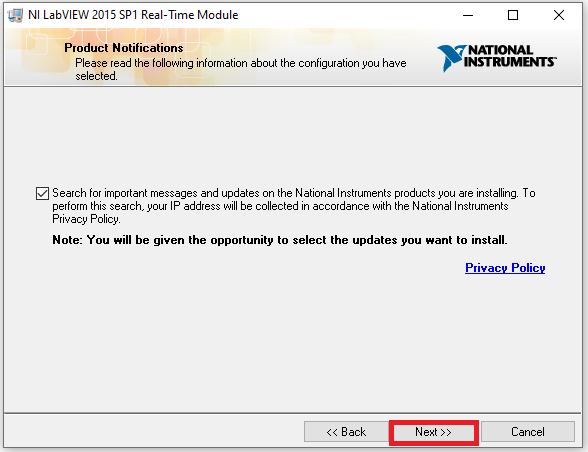 NI LabVIEW 2015 SP1 Real-Time Module
Product Notifications
Please read the following information about the configuration you have
selected.
NATIONAL
INSTRUMENTS™
Search for important messages and updates on the National Instruments products you are installing. To
perform this search, your IP address will be collected in accordance with the National Instruments
Privacy Policy.
Note: You will be given the opportunity to select the updates you want to install.
Privacy Policy
<< Back
Next >>
Cancel